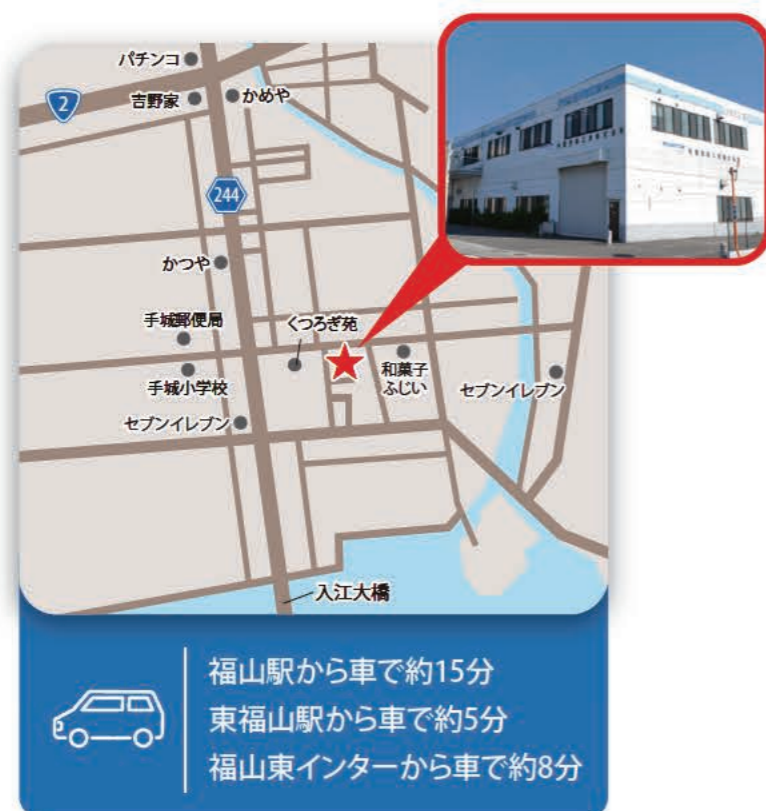 パチンコ
2
吉野家
かめや
244
かつや
手城郵便局
くつろぎ苑
手城小学校
和菓子
ふじい
セブンイレブン
セブンイレブン
入江大橋
福山駅から車で約15分
東福山駅から車で約5分
福山東インターから車で約8分